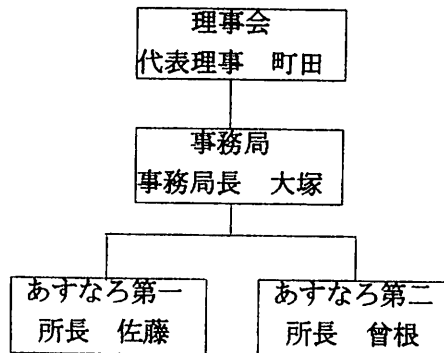 理事会
代表理事　町田
事務局
事務局長　大塚
あすなろ第一
所長　佐藤
あすなろ第二
所長　曾根